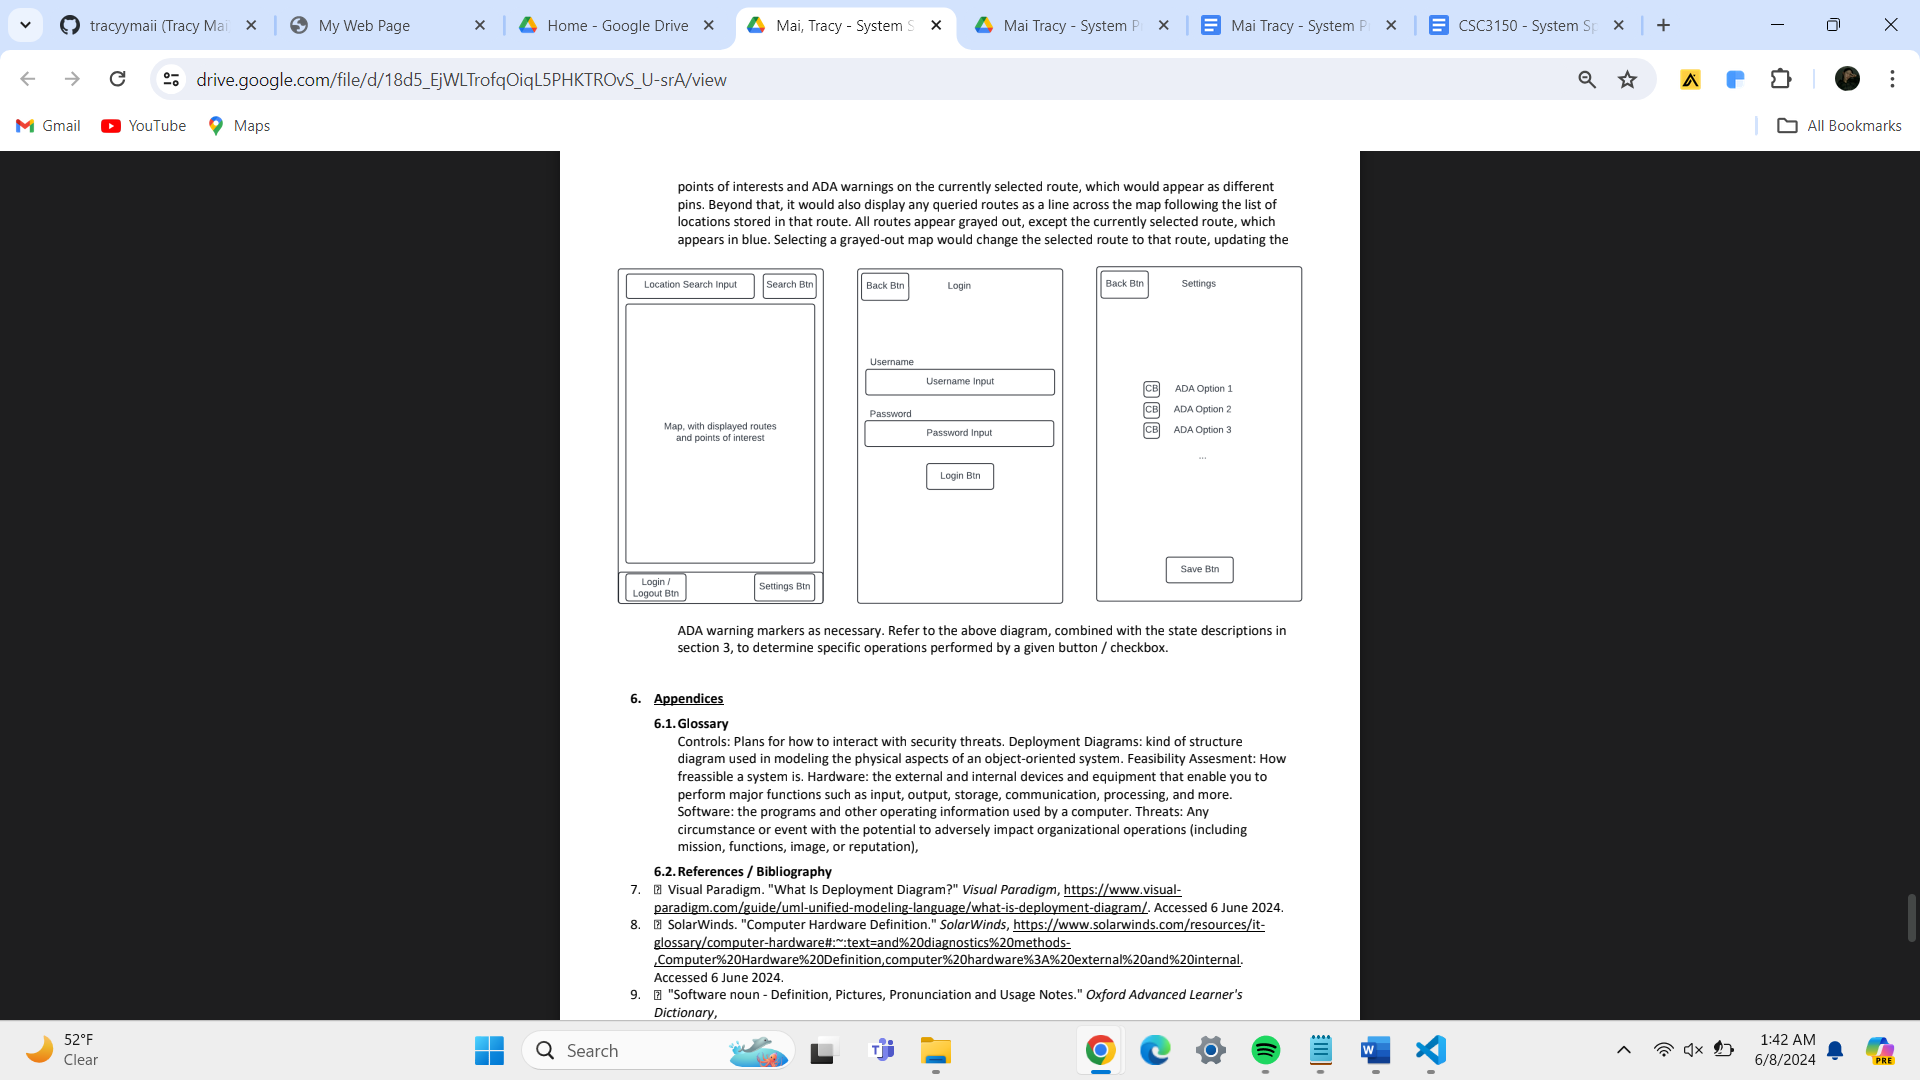 tracyymaii (Tracy Mai
My Web Page
Home - Google Drive
Mai, Tracy - System S
Mai Tracy - System P
Mai Tracy - System P
CSC3150 - System Sp
drive.google.com/file/d/18d5_EjWLTrofqOiqL5PHKTROvS_U-srA/view
Gmail
YouTube
Maps
All Bookmarks
points of interests and ADA warnings on the currently selected route, which would appear as different
pins. Beyond that, it would also display any queried routes as a line across the map following the list of
locations stored in that route. All routes appear grayed out, except the currently selected route, which
appears in blue. Selecting a grayed-out map would change the selected route to that route, updating the
Location Search Input
Search Btn
Map, with displayed routes
and points of interest
Login /
Logout Btn
Settings Btn
Back Btn
Login
Username
Username Input
Password
Password Input
Login Btn
Back Btn
Settings
CB ADA Option 1
CB ADA Option 2
CB ADA Option 3
...
Save Btn
ADA warning markers as necessary. Refer to the above diagram, combined with the state descriptions in
section 3, to determine specific operations performed by a given button / checkbox.
6. Appendices
6.1. Glossary
Controls: Plans for how to interact with security threats. Deployment Diagrams: kind of structure
diagram used in modeling the physical aspects of an object-oriented system. Feasibility Assesment: How
freassible a system is. Hardware: the external and internal devices and equipment that enable you to
perform major functions such as input, output, storage, communication, processing, and more.
Software: the programs and other operating information used by a computer. Threats: Any
circumstance or event with the potential to adversely impact organizational operations (including
mission, functions, image, or reputation),
6.2. References / Bibliography
7. Visual Paradigm. "What Is Deployment Diagram?" Visual Paradigm, https://www.visual-
paradigm.com/guide/uml-unified-modeling-language/what-is-deployment-diagram/. Accessed 6 June 2024.
8. SolarWinds. "Computer Hardware Definition." SolarWinds, https://www.solarwinds.com/resources/it-
glossary/computer-hardware#:~:text=and%20diagnostics%20methods-
,Computer%20Hardware%20Definition,computer%20hardware%3A%20external%20and%20internal.
Accessed 6 June 2024.
9. "Software noun - Definition, Pictures, Pronunciation and Usage Notes." Oxford Advanced Learner's
Dictionary,
52°F
Clear
Search
1:42 AM
6/8/2024
PRE